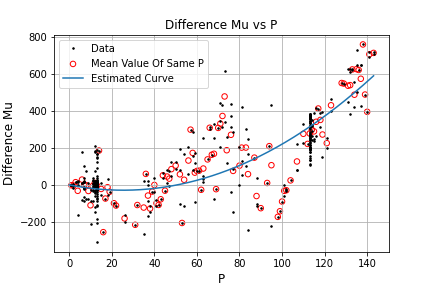 Difference Mu vs P
Difference Mu
800
600
400
200
0
−200
Data
Mean Value Of Same P
Estimated Curve
0 20 40 60 80 100 120 140
P